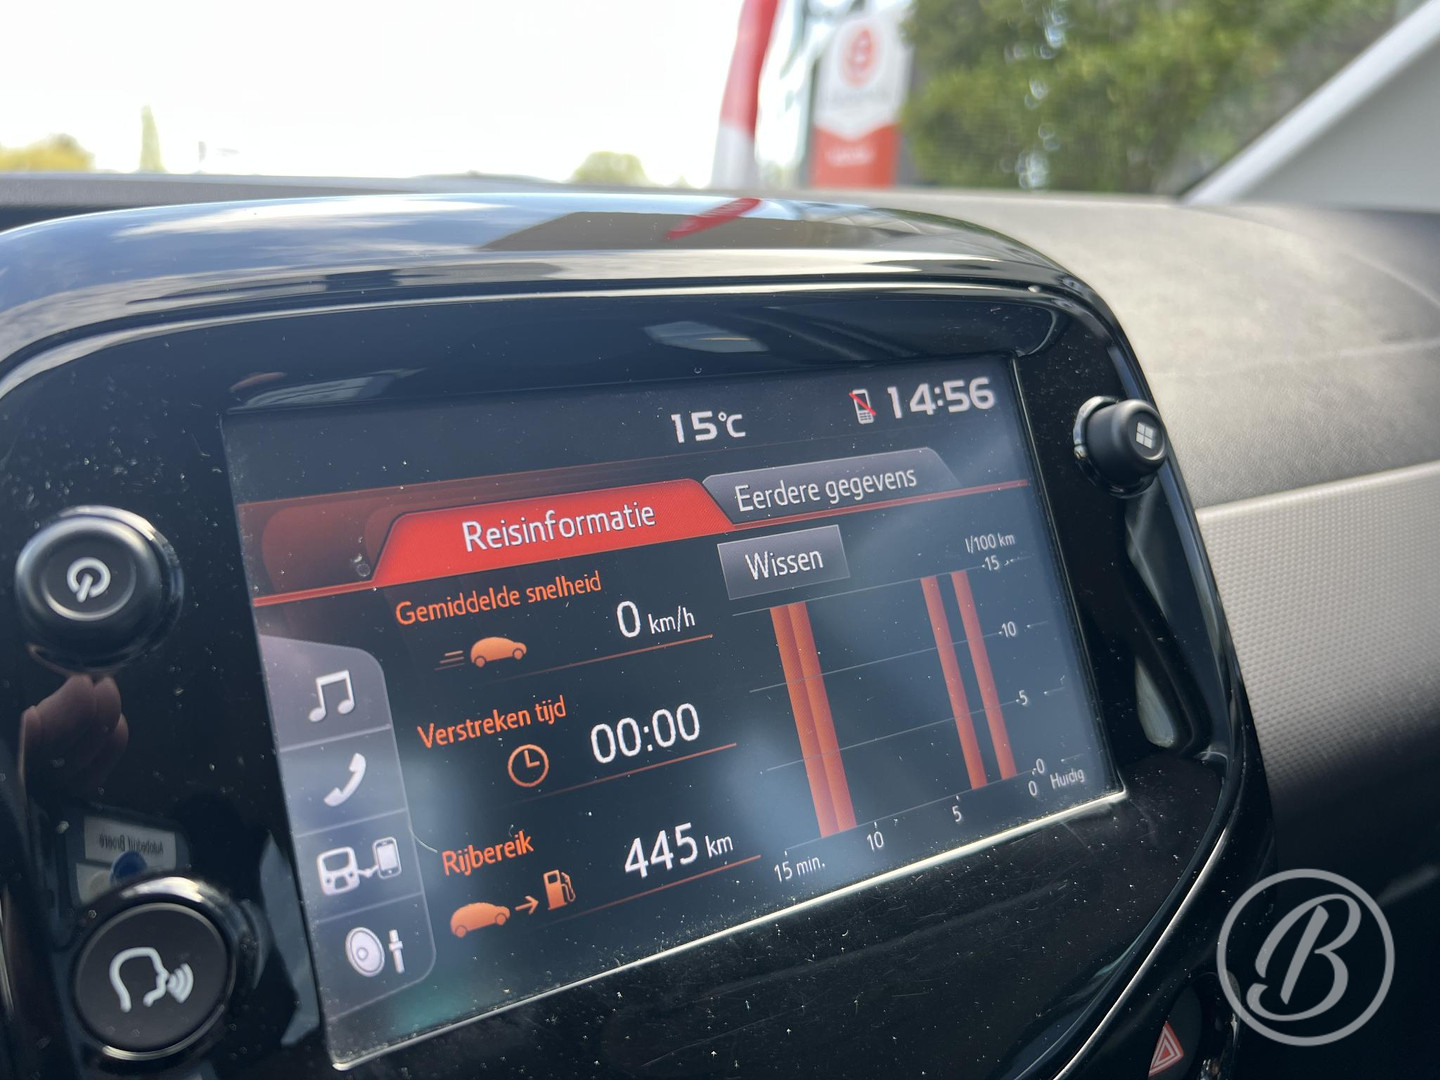 15°C
14:56
Reisinformatie
Eerdere gegevens
Wissen
l/100 km
Gemiddelde snelheid
0 km/h
Verstreken tijd
00:00
Rijbereik
445 km
15
10
5
0
15 min.
10
5
0
Huidig
B